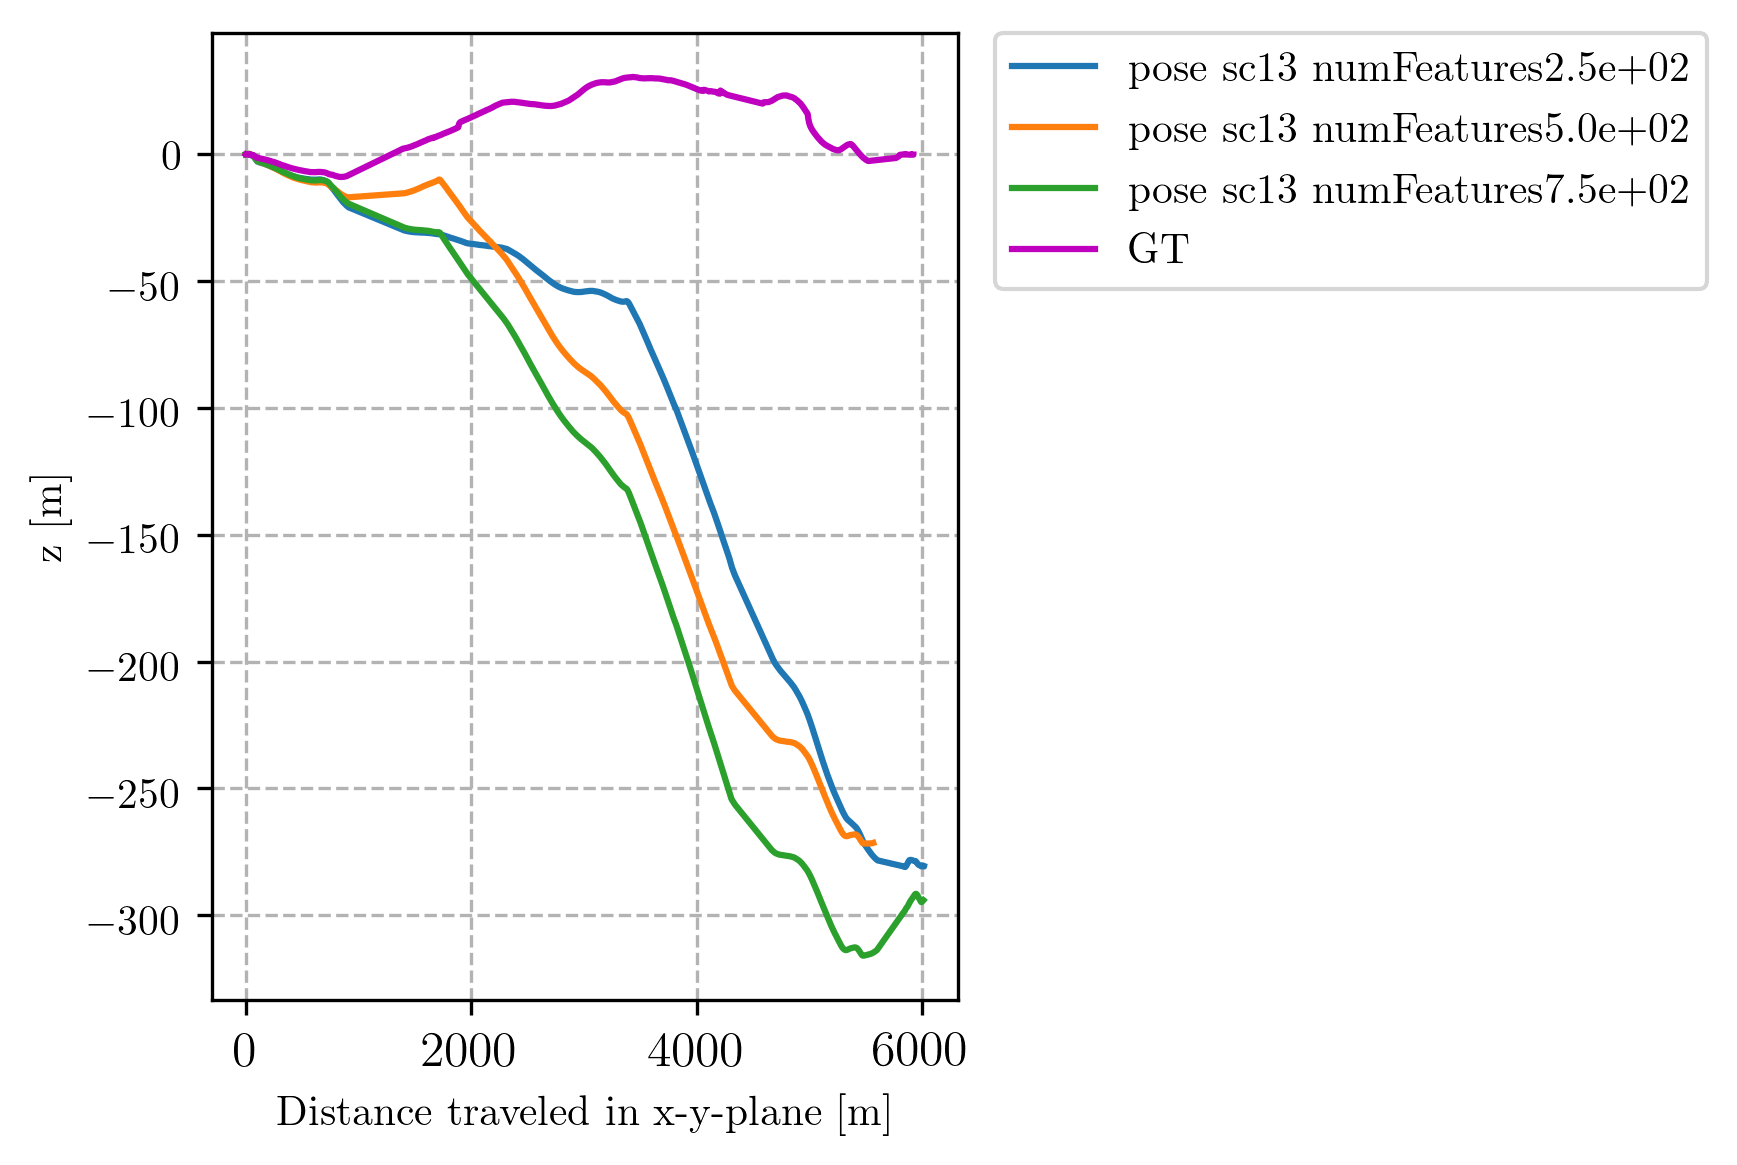 pose sc13 numFeatures2.5e+02
pose sc13 numFeatures5.0e+02
pose sc13 numFeatures7.5e+02
GT
0
−50
−100
−150
−200
−250
−300
z [m]
0 2000 4000 6000
Distance traveled in x-y-plane [m]